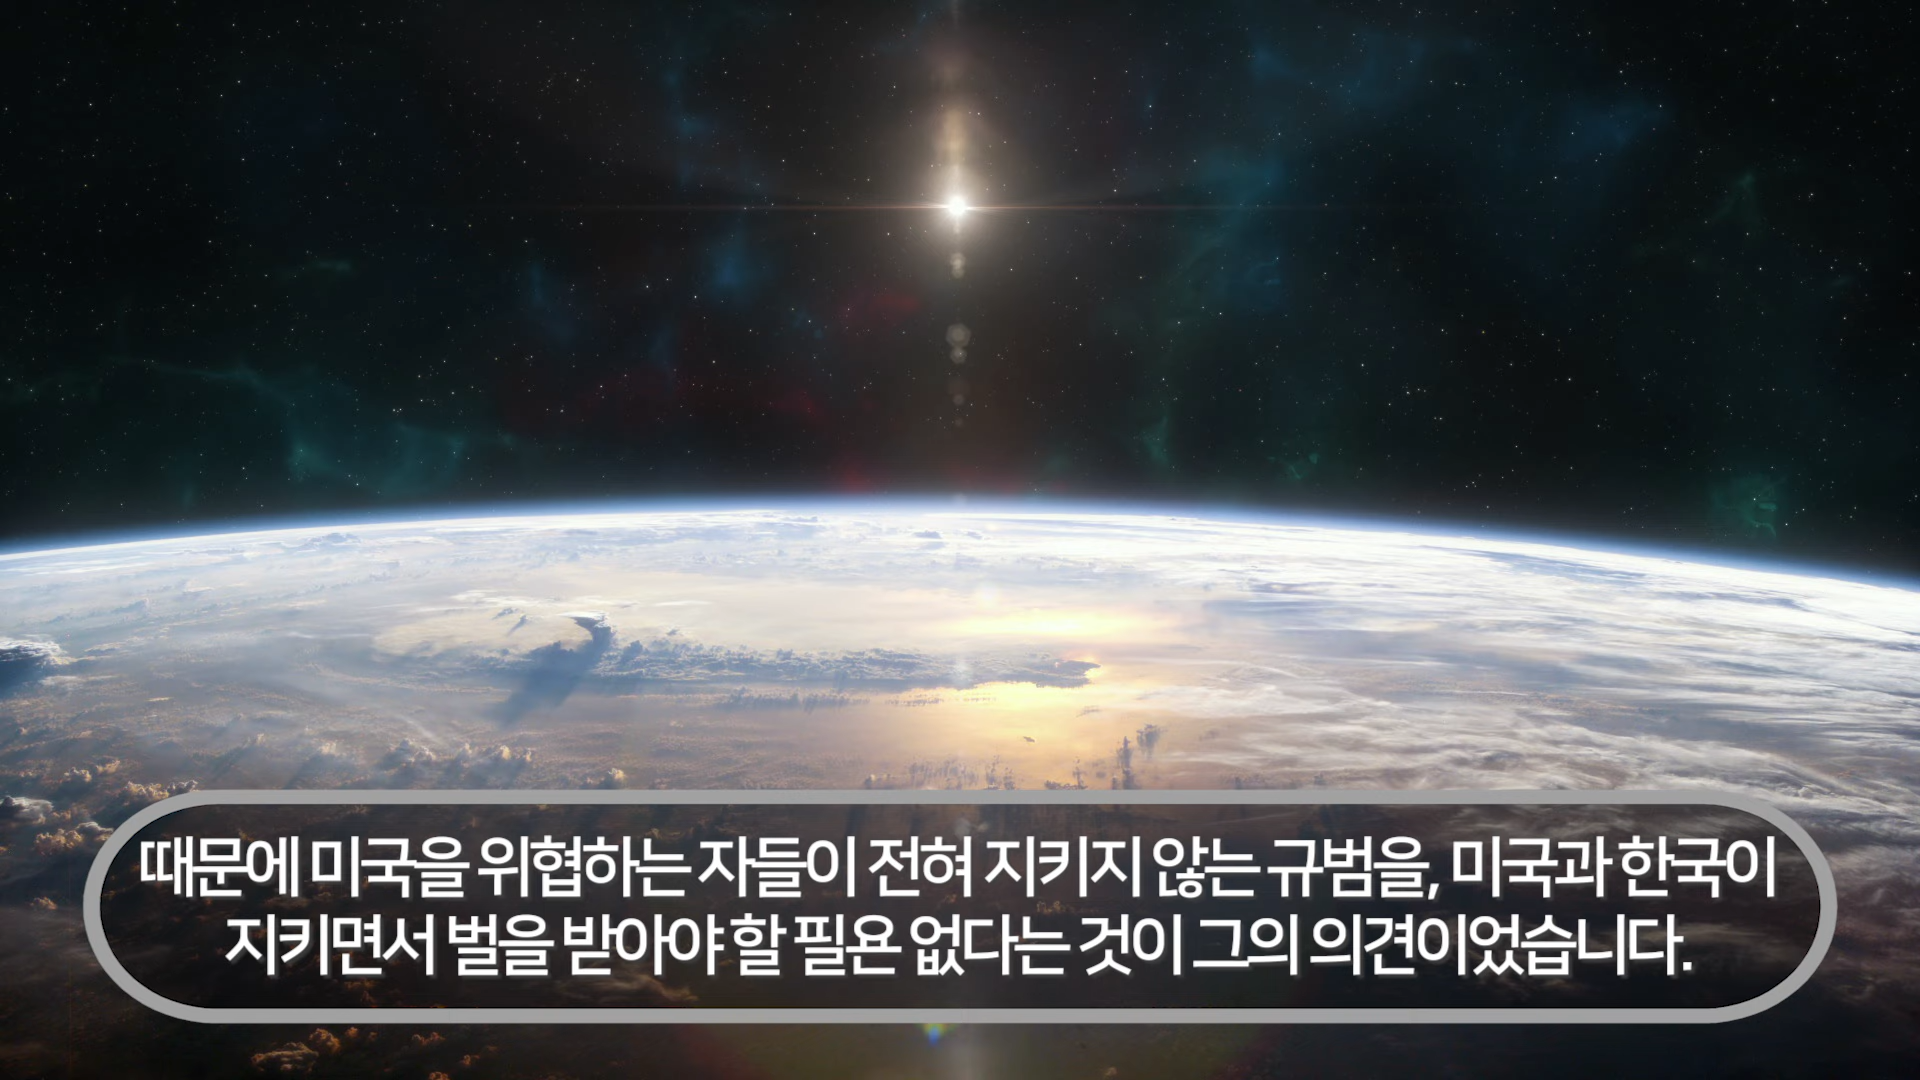 때문에 미국을 위협하는 자들이 전혀 지키지 않는 규범을, 미국과 한국이
지키면서 벌을 받아야 할 필욘 없다는 것이 그의 의견이었습니다.